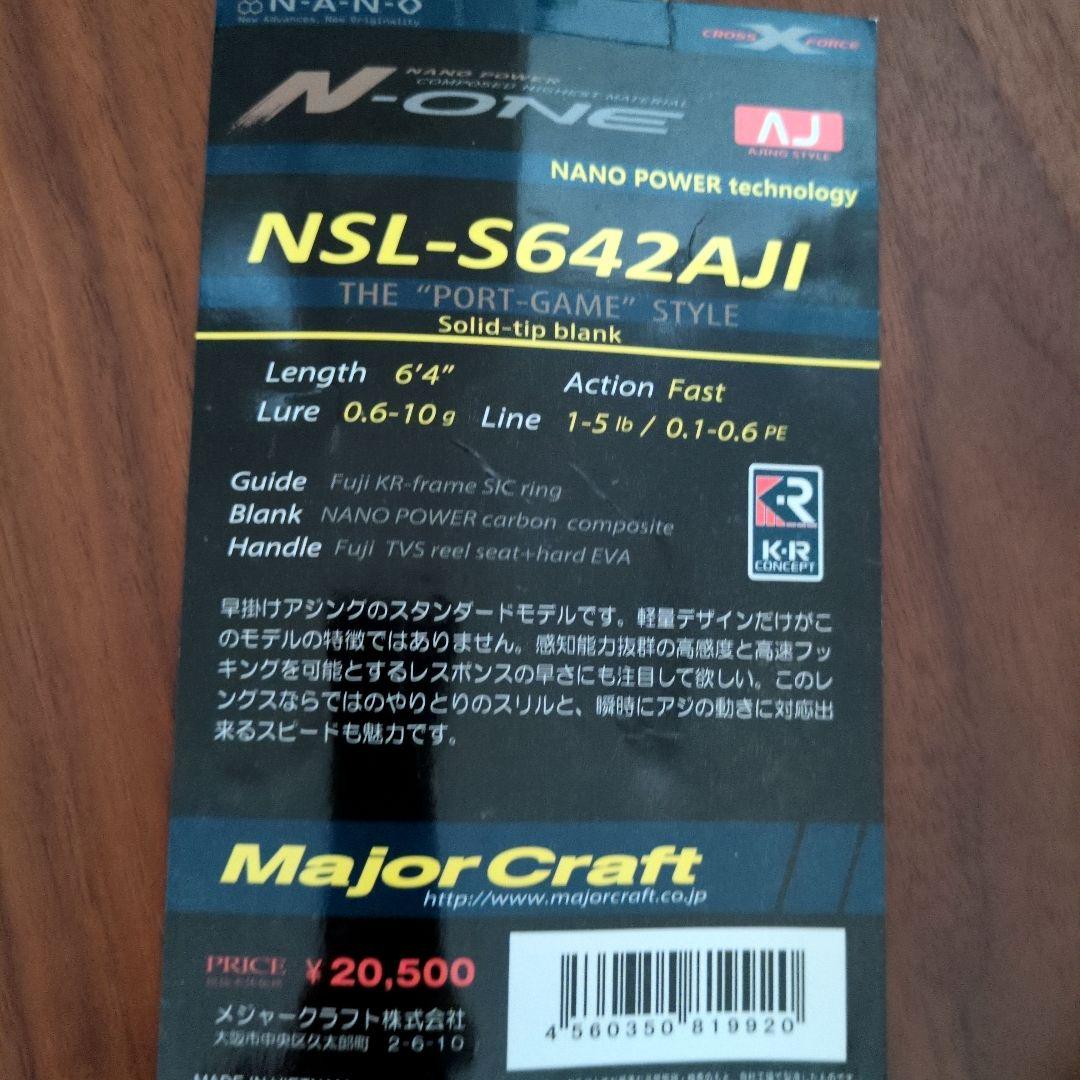 N-A-N-O
New Advances, New Originality
CROSS X FORCE
NANO POWER
COMPOSED HIGHEST-MATERIAL
N-ONE
AJ
AJING STYLE
NANO POWER technology
NSL-S642AJI
THE "PORT-GAME" STYLE
Solid-tip blank
Length 6'4" Action Fast
Lure 0.6-10 g Line 1-5 lb / 0.1-0.6 PE
Guide Fuji KR-frame SIC ring
Blank NANO POWER carbon composite
Handle Fuji TVS reel seat+hard EVA
KR
K·R
CONCEPT
早掛けアジングのスタンダードモデルです。軽量デザインだけがこ
のモデルの特徴ではありません。感知能力抜群の高感度と高速フッ
キングを可能とするレスポンスの早さにも注目して欲しい。このレ
ングスならではのやりとりのスリルと、瞬時にアジの動きに対応出
来るスピードも魅力です。
Major Craft
http://www.majorcraft.co.jp
PRICE ¥20,500
メジャークラフト株式会社
大阪市中央区久太郎町 2-6-10
4 560350 819920
MADE IN VIETNAM